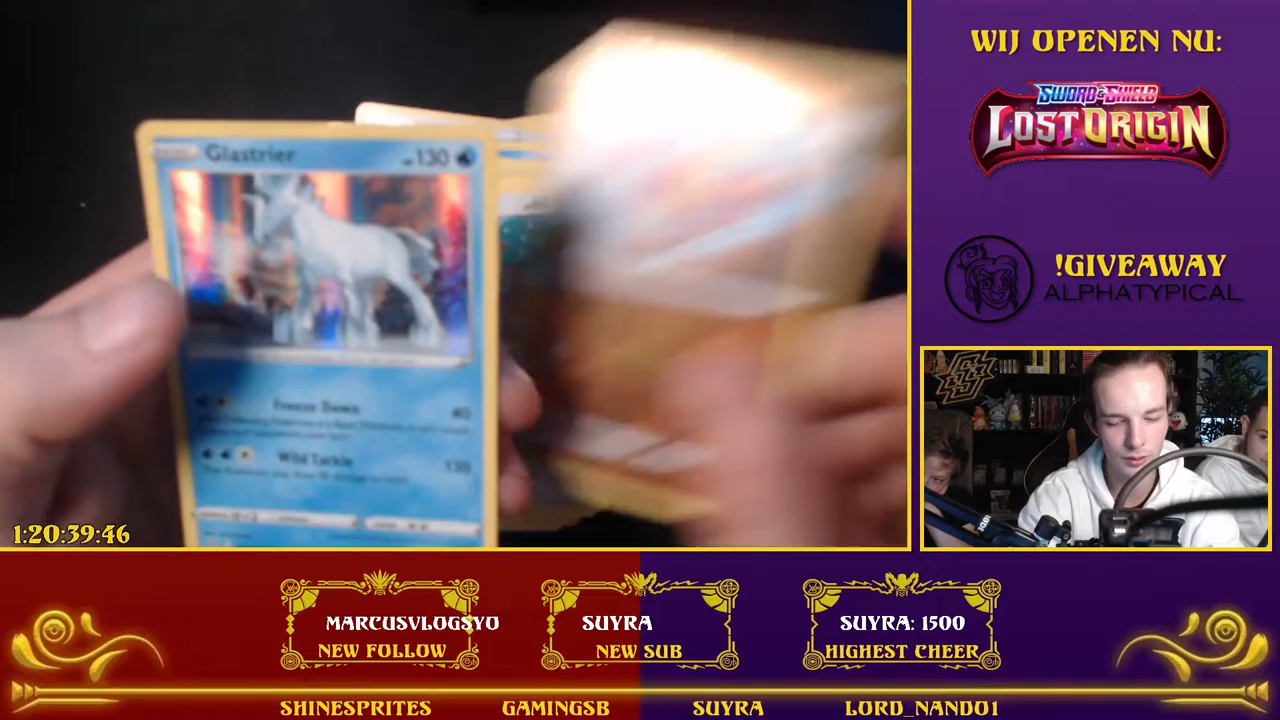 WIJ OPENEN NU:
SWORD & SHIELD
LOST ORIGIN
!GIVEAWAY
ALPHATYPICAL
Glastrier 130
Freeze Down 40
Wild Tackle 130
1:20:39:46
MARCUSVLOGSYO
NEW FOLLOW
SUYRA
NEW SUB
SUYRA: 1500
HIGHEST CHEER
SHINESPRITES GAMINGSB SUYRA LORD_NANDO1